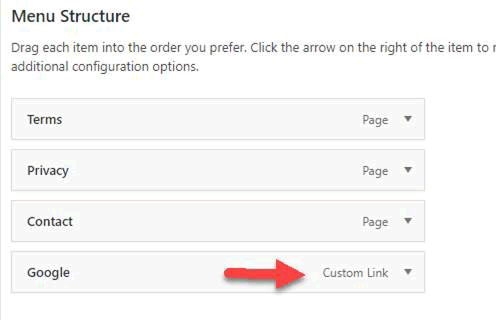 Menu Structure
Drag each item into the order you prefer. Click the arrow on the right of the item to
additional configuration options.
Terms Page
Privacy Page
Contact Page
Google Custom Link